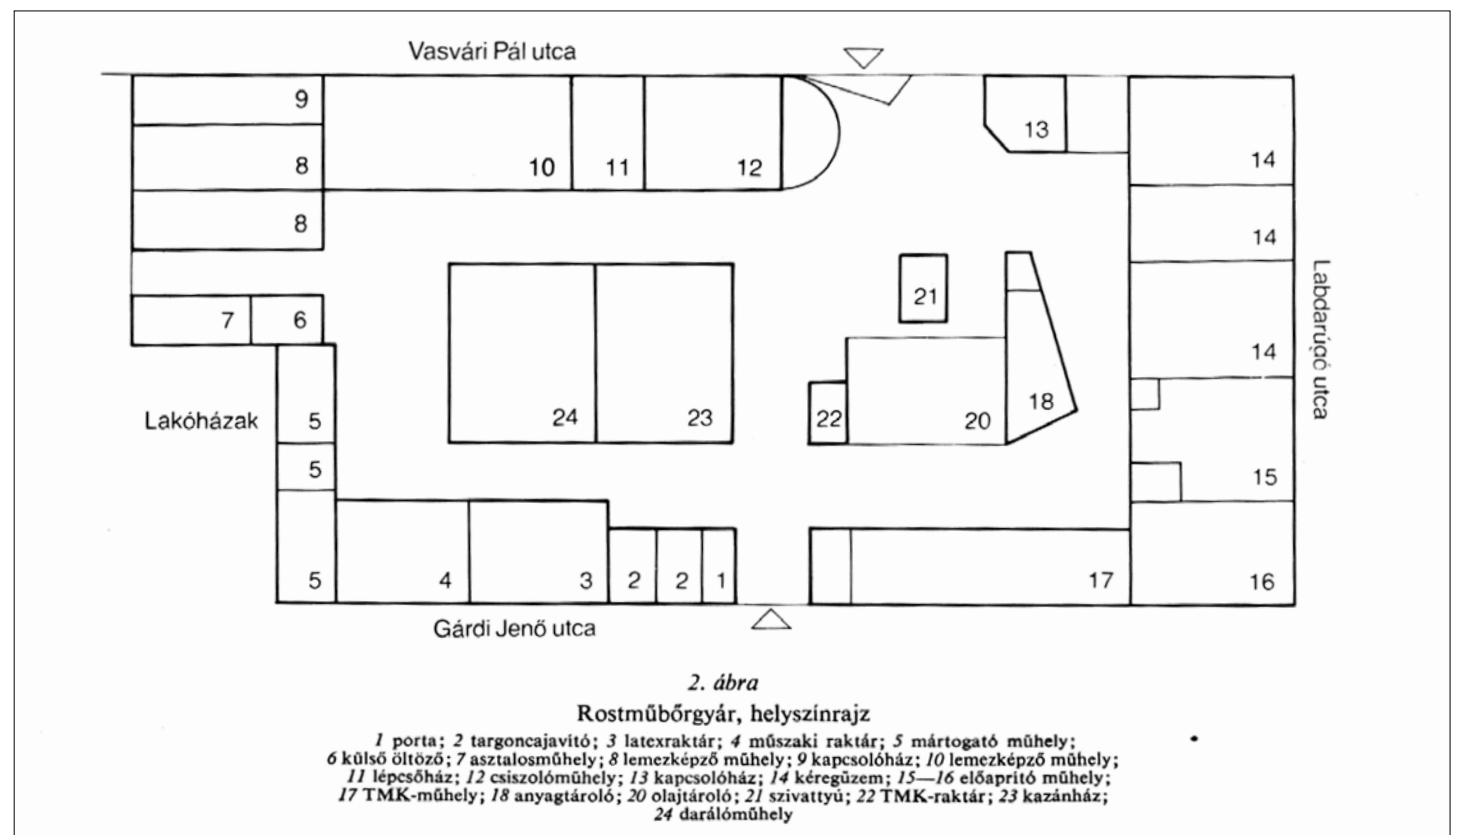 Vasvári Pál utca
9
8
10
11
12
13
14
8
14
21
7
6
14
Labdarúgó utca
Lakóházak
5
24
23
22
20
18
5
15
5
4
3
2
2
1
17
16
Gárdi Jenő utca
2. ábra
Rostműbőrgyár, helyszínrajz
1 porta; 2 targoncajavító; 3 latexraktár; 4 műszaki raktár; 5 mártogató műhely;
6 külső öltöző; 7 asztalosműhely; 8 lemezképző műhely; 9 kapcsolóház; 10 lemezképző műhely;
11 lépcsőház; 12 csiszolóműhely; 13 kapcsolóház; 14 kéregüzem; 15—16 előaprító műhely;
17 TMK-műhely; 18 anyagtároló; 20 olajtároló; 21 szivattyú; 22 TMK-raktár; 23 kazánház;
24 darálóműhely